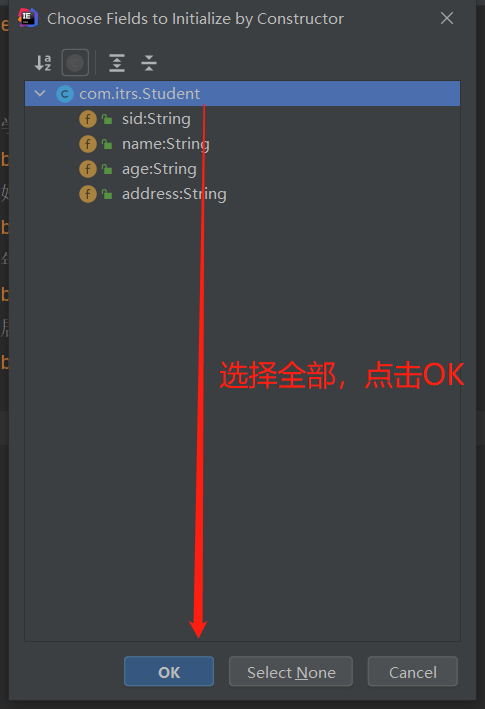 Choose Fields to Initialize by Constructor
com.itrs.Student
sid:String
name:String
age:String
address:String
选择全部，点击OK
OK
Select None
Cancel